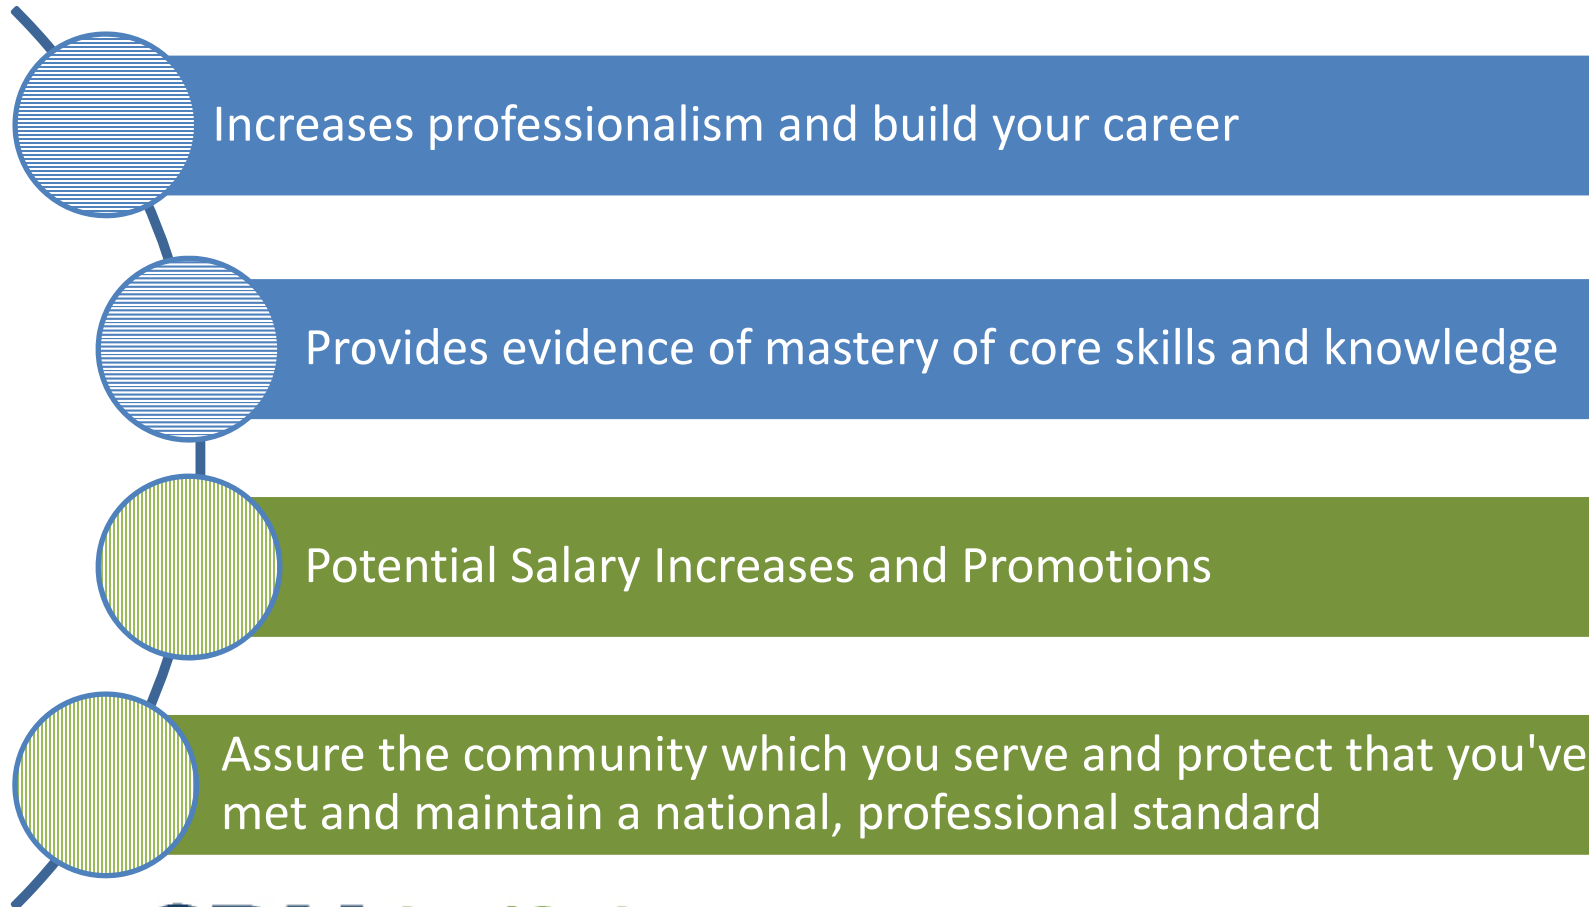 Increases professionalism and build your career
Provides evidence of mastery of core skills and knowledge
Potential Salary Increases and Promotions
Assure the community which you serve and protect that you've
met and maintain a national, professional standard